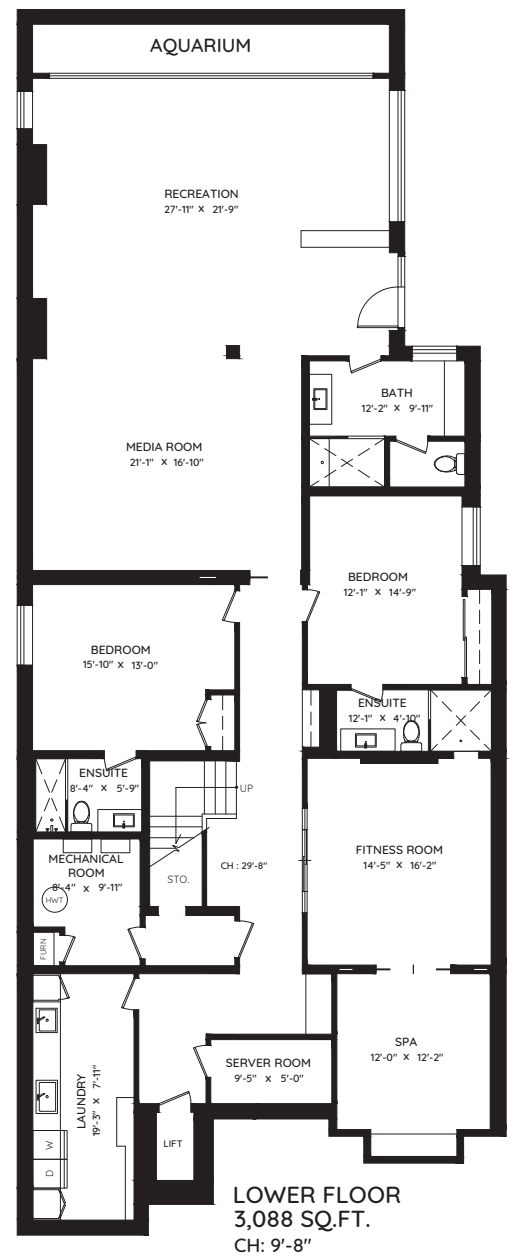 AQUARIUM
RECREATION
27'-11" x 21'-9"
BATH
12'-2" x 9'-11"
MEDIA ROOM
21'-1" x 16'-10"
BEDROOM
12'-1" x 14'-9"
BEDROOM
15'-10" x 13'-0"
ENSUITE
12'-1" x 4'-10"
ENSUITE
8'-4" x 5'-9"
UP
MECHANICAL
ROOM
8'-4" x 9'-11"
HWT
STO.
CH : 29'-8"
FITNESS ROOM
14'-5" x 16'-2"
FURN
SPA
12'-0" x 12'-2"
SERVER ROOM
9'-5" x 5'-0"
LAUNDRY
19'-3" x 7'-11"
W
D
LIFT
LOWER FLOOR
3,088 SQ.FT.
CH: 9'-8"